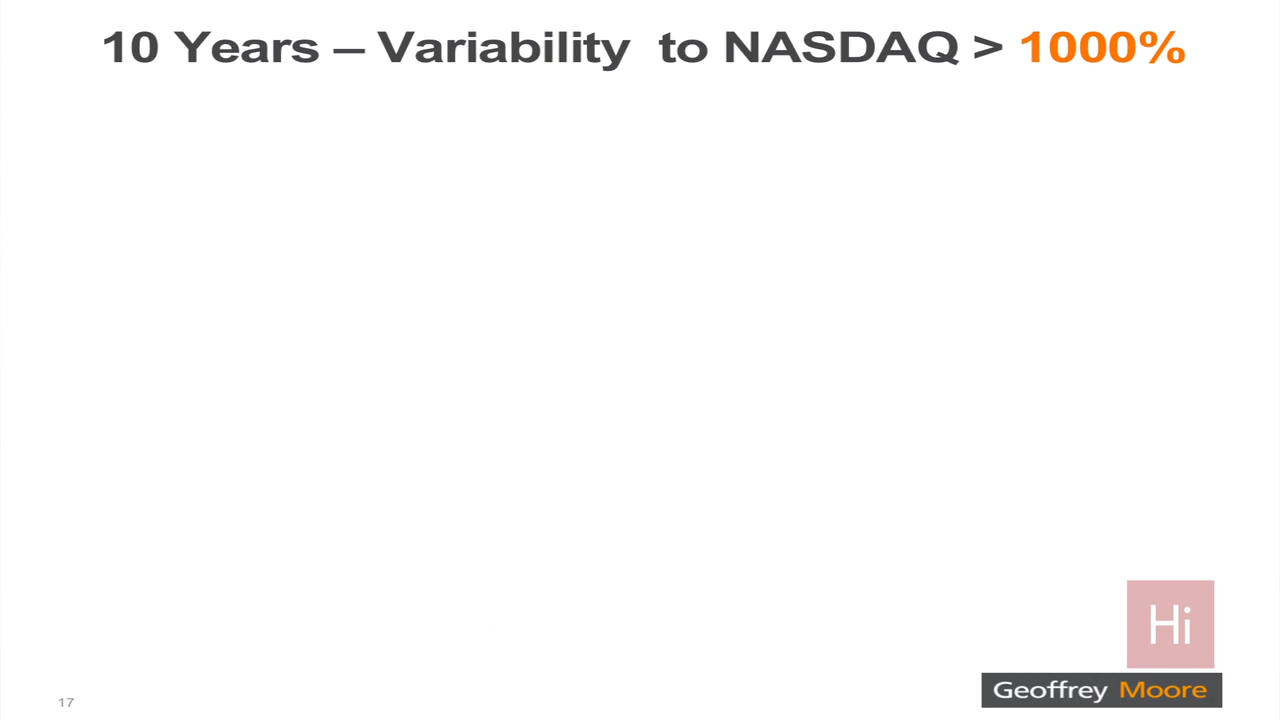 10 Years – Variability  to NASDAQ > 1000%
Hi
Geoffrey Moore
17